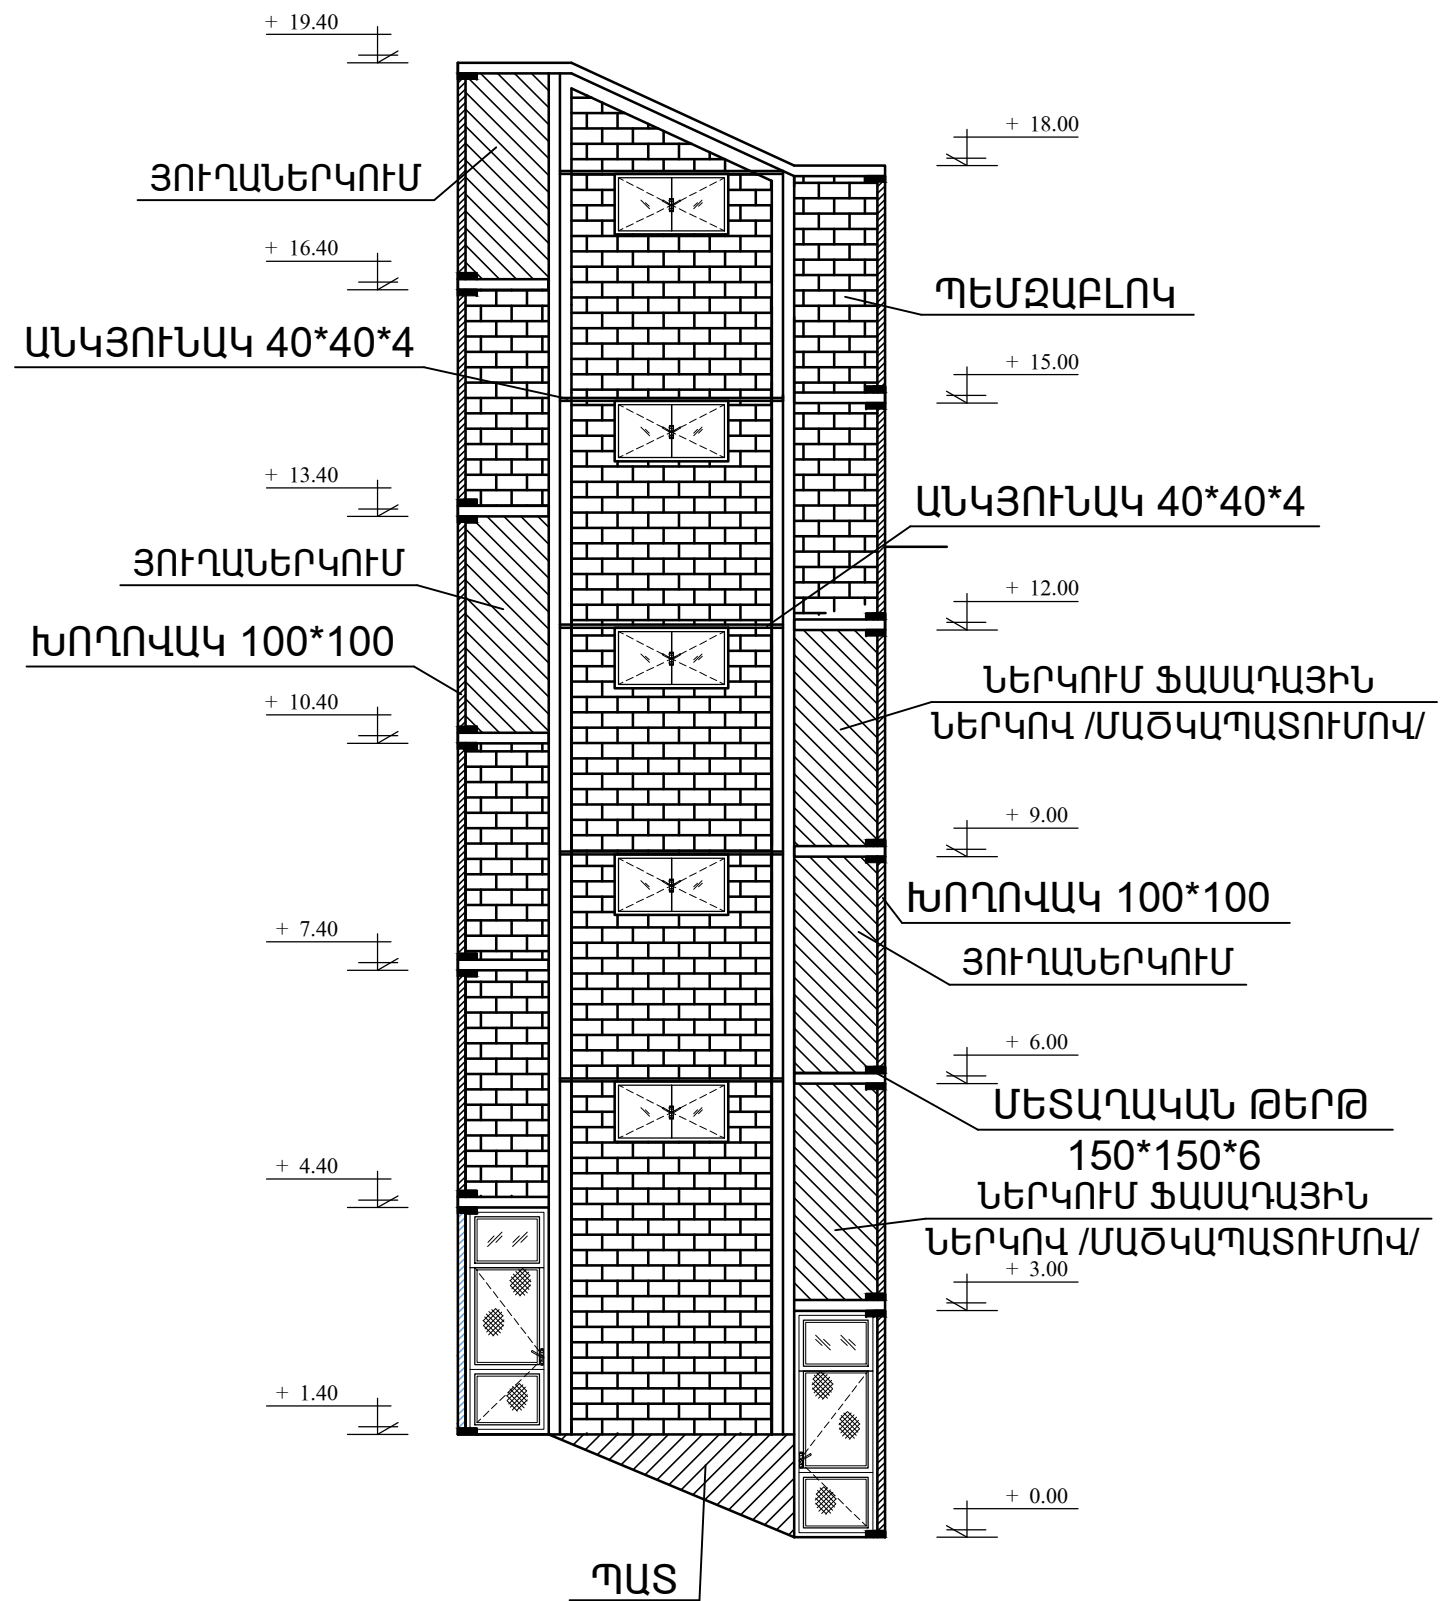 + 19.40
+ 18.00
ՅՈՒՂԱՆԵՐԿՈՒՄ
+ 16.40
ՊԵՄԶԱԲԼՈԿ
ԱՆԿՅՈՒՆԱԿ 40*40*4
+ 15.00
+ 13.40
ԱՆԿՅՈՒՆԱԿ 40*40*4
ՅՈՒՂԱՆԵՐԿՈՒՄ
+ 12.00
ԽՈՂՈՎԱԿ 100*100
ՆԵՐԿՈՒՄ ՖԱՍԱԴԱՅԻՆ
ՆԵՐԿՈՎ /ՄԱԾԿԱՊԱՏՈՒՄՈՎ/
+ 10.40
+ 9.00
ԽՈՂՈՎԱԿ 100*100
+ 7.40
ՅՈՒՂԱՆԵՐԿՈՒՄ
+ 6.00
ՄԵՏԱՂԱԿԱՆ ԹԵՐԹ
150*150*6
+ 4.40
ՆԵՐԿՈՒՄ ՖԱՍԱԴԱՅԻՆ
ՆԵՐԿՈՎ /ՄԱԾԿԱՊԱՏՈՒՄՈՎ/
+ 3.00
+ 1.40
+ 0.00
ՊԱՏ